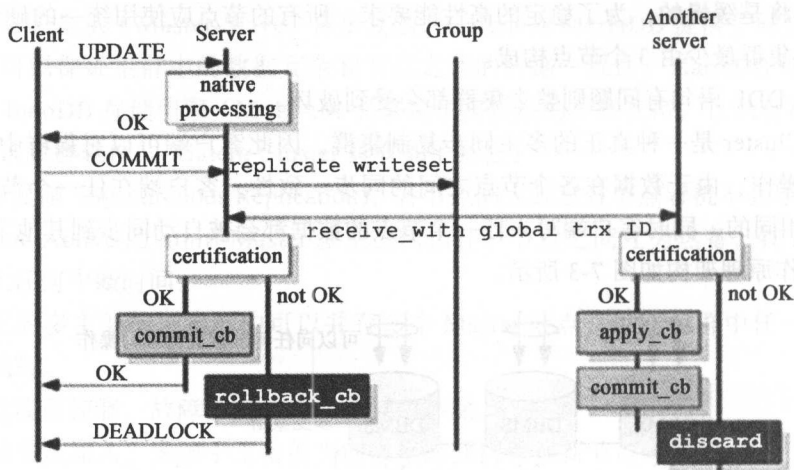 Client
Server
Group
Another
server
UPDATE
native
processing
OK
COMMIT
replicate writeset
receive_with global trx ID
certification
certification
OK
not OK
OK
not OK
commit_cb
apply_cb
OK
rollback_cb
commit_cb
DEADLOCK
discard